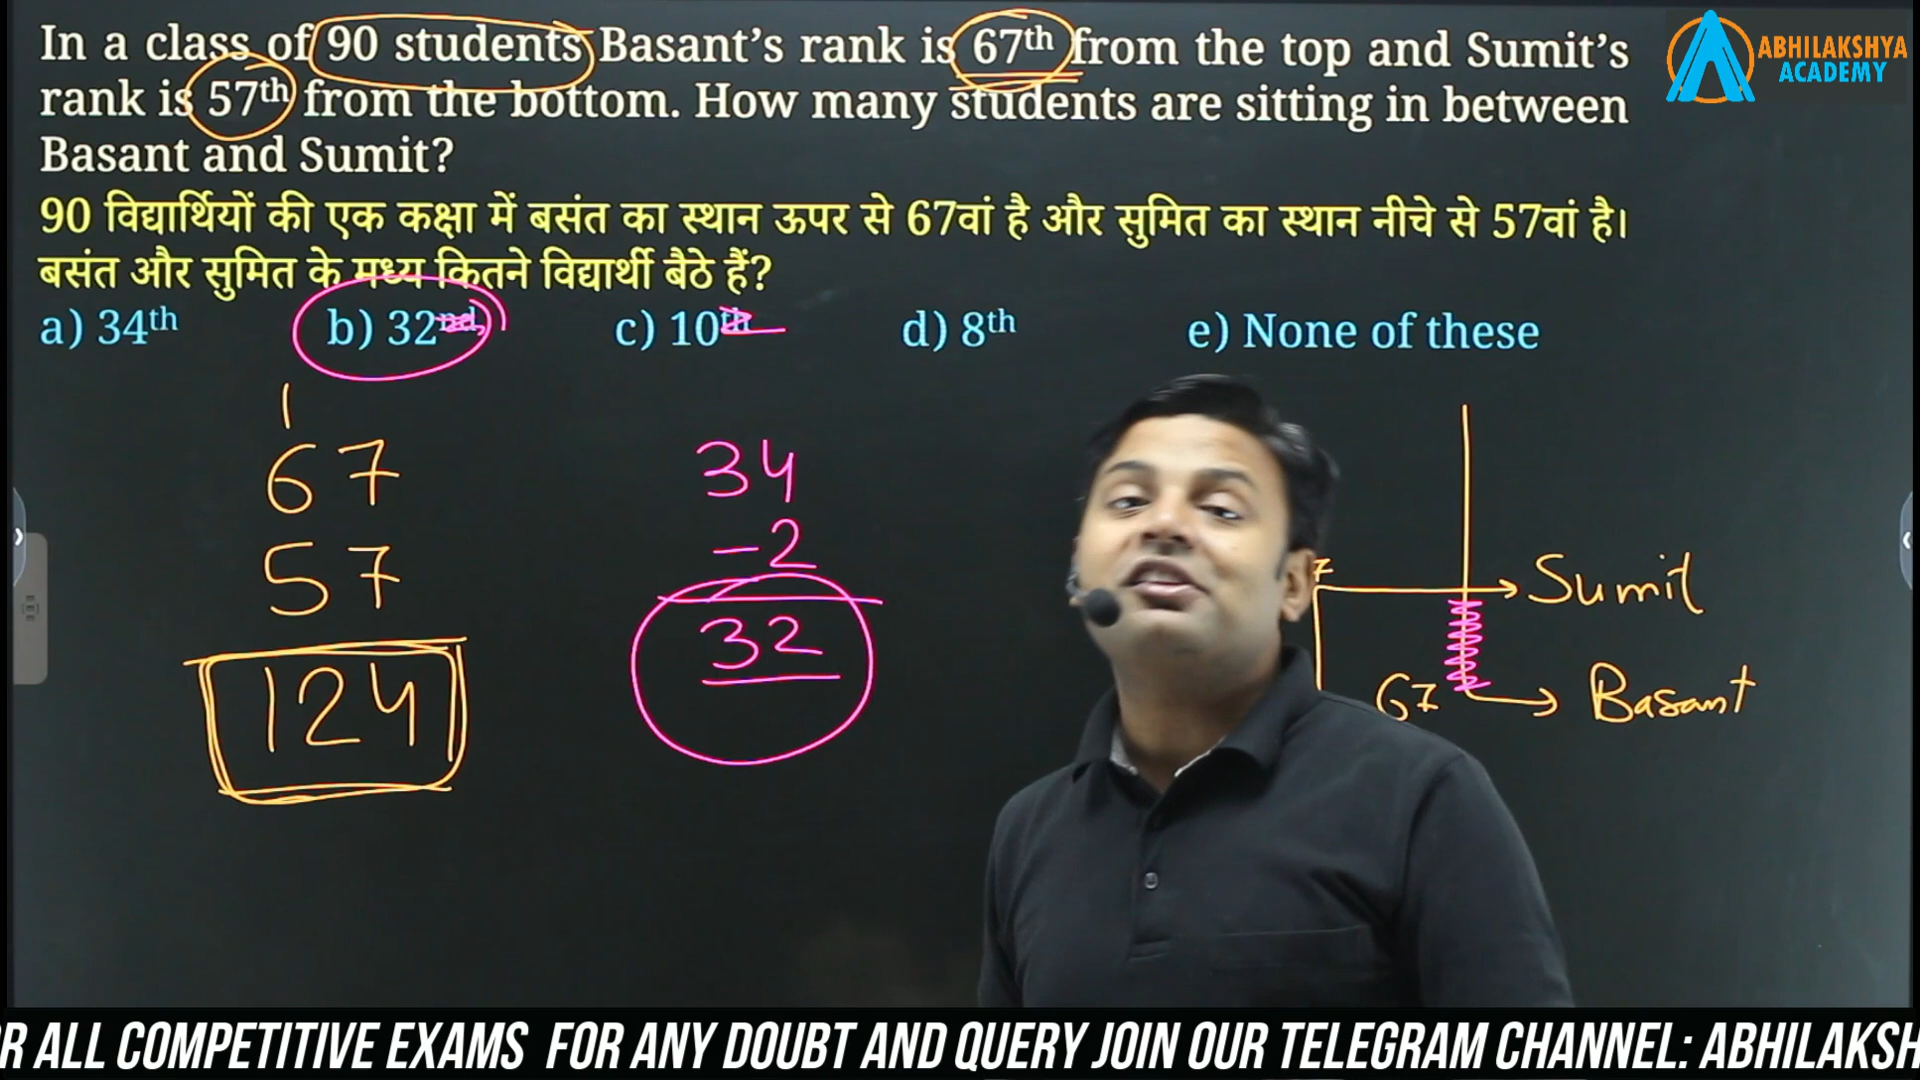 In a class of 90 students Basant’s rank is 67th from the top and Sumit’s
rank is 57th from the bottom. How many students are sitting in between
Basant and Sumit?
90 विद्यार्थियों की एक कक्षा में बसंत का स्थान ऊपर से 67वां है और सुमित का स्थान नीचे से 57वां है।
बसंत और सुमित के मध्य कितने विद्यार्थी बैठे हैं?
a) 34th b) 32nd c) 10th d) 8th e) None of these
ABHILAKSHYA
ACADEMY
1
67
57
124
34
-2
32
7
Sumit
67 Basant
R ALL COMPETITIVE EXAMS FOR ANY DOUBT AND QUERY JOIN OUR TELEGRAM CHANNEL: ABHILAKSH